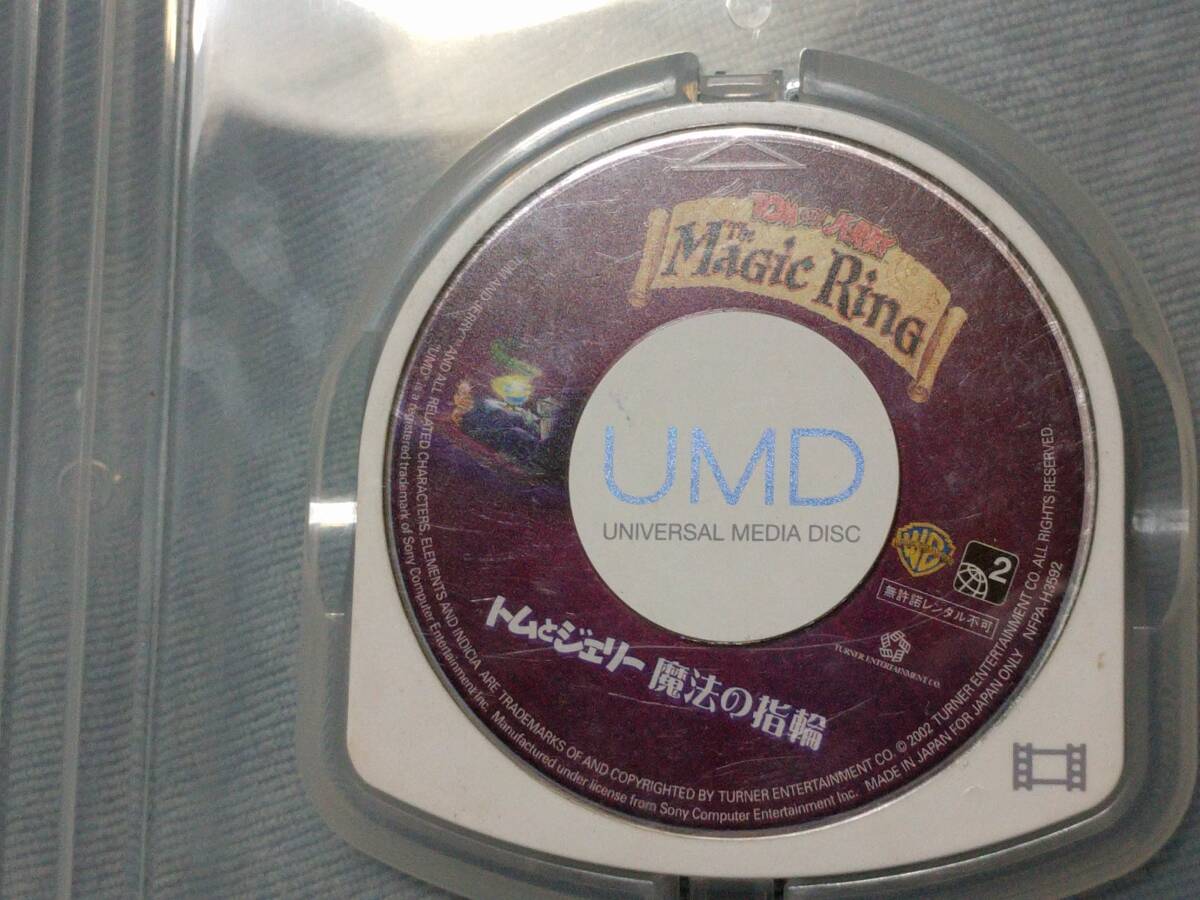 TOM AND JERRY
The
Magic Ring
UMD
UNIVERSAL MEDIA DISC
2
無許諾レンタル不可
TURNER ENTERTAINMENT CO.
トムとジェリー 魔法の指輪
TOM AND JERRY AND ALL RELATED CHARACTERS, ELEMENTS AND INDICIA ARE TRADEMARKS OF AND COPYRIGHTED BY TURNER ENTERTAINMENT CO. © 2002 TURNER ENTERTAINMENT CO. ALL RIGHTS RESERVED.
"UMD" is a registered trademark of Sony Computer Entertainment Inc. Manufactured under license from Sony Computer Entertainment Inc. MADE IN JAPAN FOR JAPAN ONLY NFPA-H3592